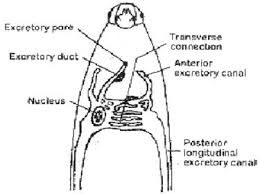 Excretory pore
Excretory duct
Nucleus
Transverse
connection
Anterior
excretory canal
Posterior
longitudinal
excretory canal